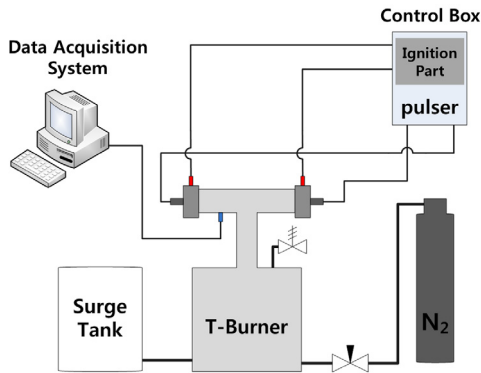 Control Box
Data Acquisition
System
Ignition
Part
pulser
Surge
Tank
T-Burner
N₂